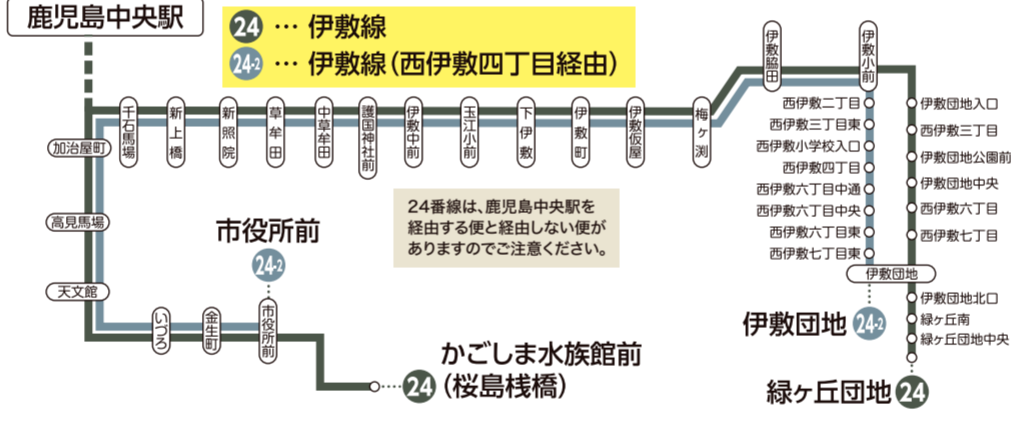 鹿児島中央駅
24 … 伊敷線
24-2 … 伊敷線（西伊敷四丁目経由）
千石馬場
新上橋
新照院
草牟田
中草牟田
護国神社前
伊敷中前
玉江小前
下伊敷
伊敷町
伊敷仮屋
梅ヶ渕
伊敷脇田
伊敷小前
加治屋町
高見馬場
天文館
いづろ
金生町
市役所前
市役所前
24-2
24番線は、鹿児島中央駅を
経由する便と経由しない便が
ありますのでご注意ください。
かごしま水族館前
（桜島桟橋）
24
西伊敷二丁目
西伊敷三丁目東
西伊敷小学校入口
西伊敷四丁目
西伊敷六丁目中通
西伊敷六丁目中央
西伊敷六丁目東
西伊敷七丁目東
伊敷団地
伊敷団地 24-2
伊敷団地入口
西伊敷三丁目
伊敷団地公園前
伊敷団地中央
西伊敷六丁目
西伊敷七丁目
伊敷団地北口
緑ヶ丘南
緑ヶ丘団地中央
緑ヶ丘団地 24